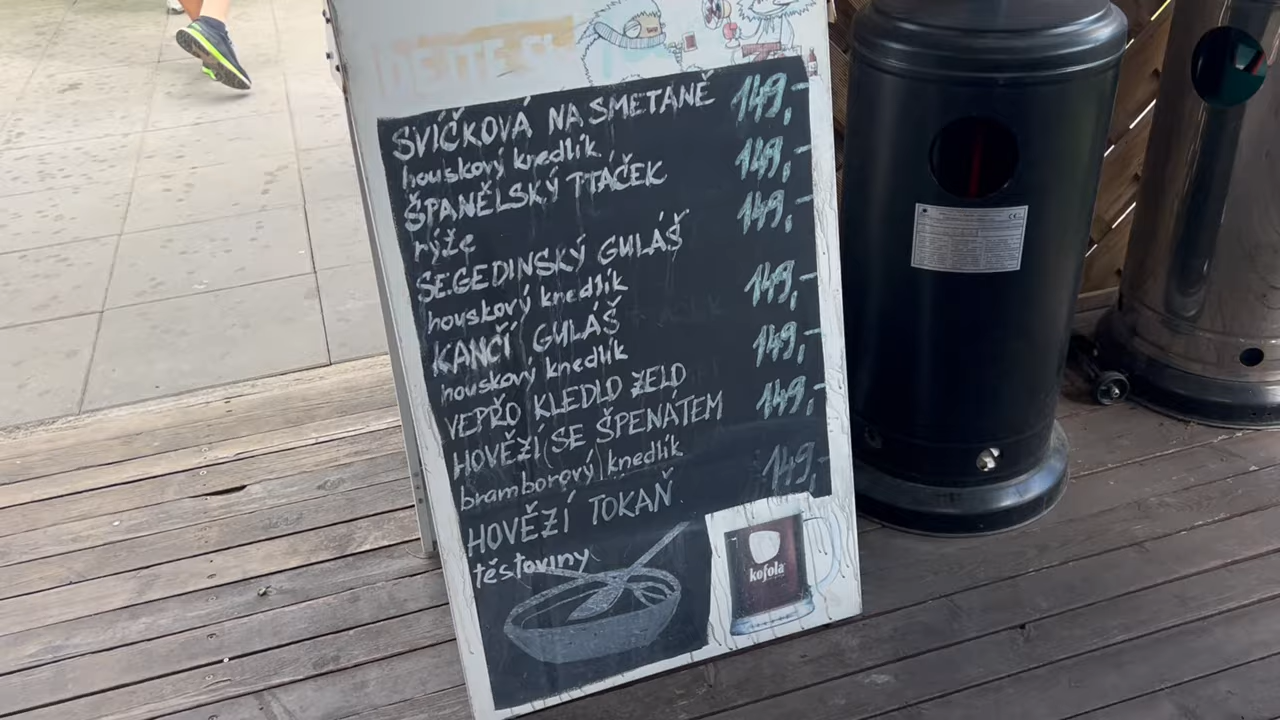 SVÍČKOVÁ NA SMETANĚ 149,-
houskový knedlík
ŠPANĚLSKÝ PTAČEK 149,-
rýže
SEGEDINSKÝ GULÁŠ 149,-
houskový knedlík
KANČÍ GULÁŠ 149,-
houskový knedlík
VEPŘO KLEDLO ZELO 149,-
HOVĚZÍ SE ŠPENÁTEM 149,-
bramborový knedlík
HOVĚZÍ TOKAŇ 149,-
těstoviny
kofola